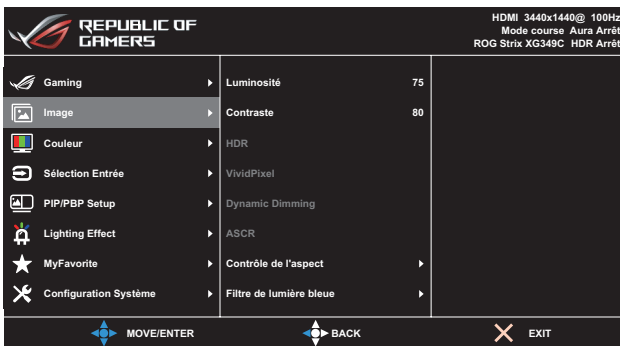 REPUBLIC OF
GAMERS
HDMI 3440x1440@ 100Hz
Mode course Aura Arrêt
ROG Strix XG349C HDR Arrêt
Gaming
Image
Couleur
Sélection Entrée
PIP/PBP Setup
Lighting Effect
MyFavorite
Configuration Système
Luminosité 75
Contraste 80
HDR
VividPixel
Dynamic Dimming
ASCR
Contrôle de l'aspect
Filtre de lumière bleue
MOVE/ENTER
BACK
EXIT